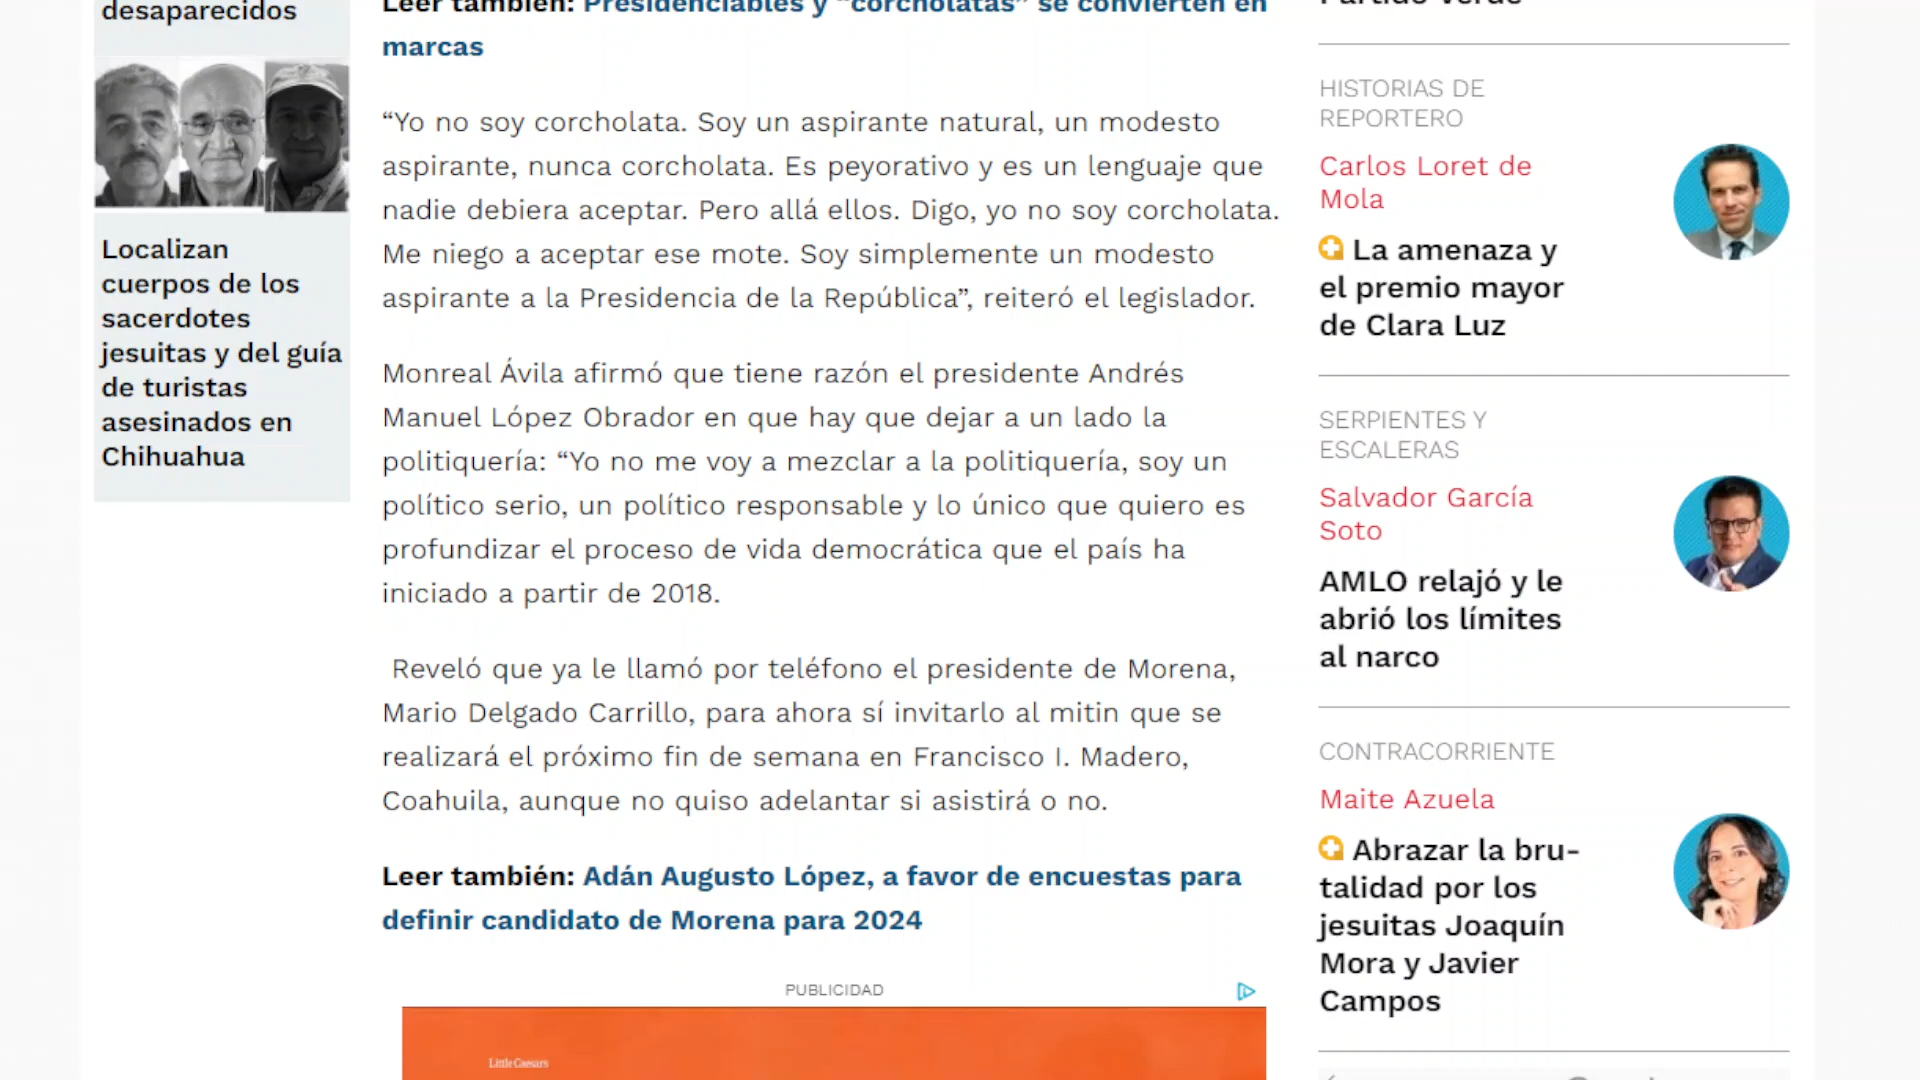 desaparecidos
Localizan
cuerpos de los
sacerdotes
jesuitas y del guía
de turistas
asesinados en
Chihuahua
Leer también: Presidenciables y “corcholatas” se convierten en
marcas
“Yo no soy corcholata. Soy un aspirante natural, un modesto
aspirante, nunca corcholata. Es peyorativo y es un lenguaje que
nadie debiera aceptar. Pero allá ellos. Digo, yo no soy corcholata.
Me niego a aceptar ese mote. Soy simplemente un modesto
aspirante a la Presidencia de la República”, reiteró el legislador.
Monreal Ávila afirmó que tiene razón el presidente Andrés
Manuel López Obrador en que hay que dejar a un lado la
politiquería: “Yo no me voy a mezclar a la politiquería, soy un
político serio, un político responsable y lo único que quiero es
profundizar el proceso de vida democrática que el país ha
iniciado a partir de 2018.
Reveló que ya le llamó por teléfono el presidente de Morena,
Mario Delgado Carrillo, para ahora sí invitarlo al mitin que se
realizará el próximo fin de semana en Francisco I. Madero,
Coahuila, aunque no quiso adelantar si asistirá o no.
Leer también: Adán Augusto López, a favor de encuestas para
definir candidato de Morena para 2024
PUBLICIDAD
Little Caesars
Partido Verde
HISTORIAS DE
REPORTERO
Carlos Loret de
Mola
La amenaza y
el premio mayor
de Clara Luz
SERPIENTES Y
ESCALERAS
Salvador García
Soto
AMLO relajó y le
abrió los límites
al narco
CONTRACORRIENTE
Maite Azuela
Abrazar la bru-
talidad por los
jesuitas Joaquín
Mora y Javier
Campos